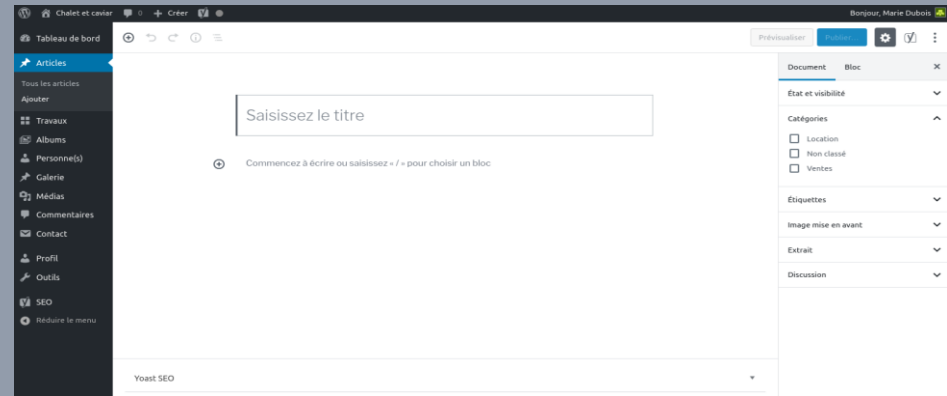 Chalet et caviar 0 Créer Bonjour, Marie Dubois
Tableau de bord
Articles
Tous les articles
Ajouter
Travaux
Albums
Personne(s)
Galerie
Médias
Commentaires
Contact
Profil
Outils
SEO
Réduire le menu
Prévisualiser Publier…
Saisissez le titre
Commencez à écrire ou saisissez « / » pour choisir un bloc
Yoast SEO
Document Bloc
État et visibilité
Catégories
Location
Non classé
Ventes
Étiquettes
Image mise en avant
Extrait
Discussion